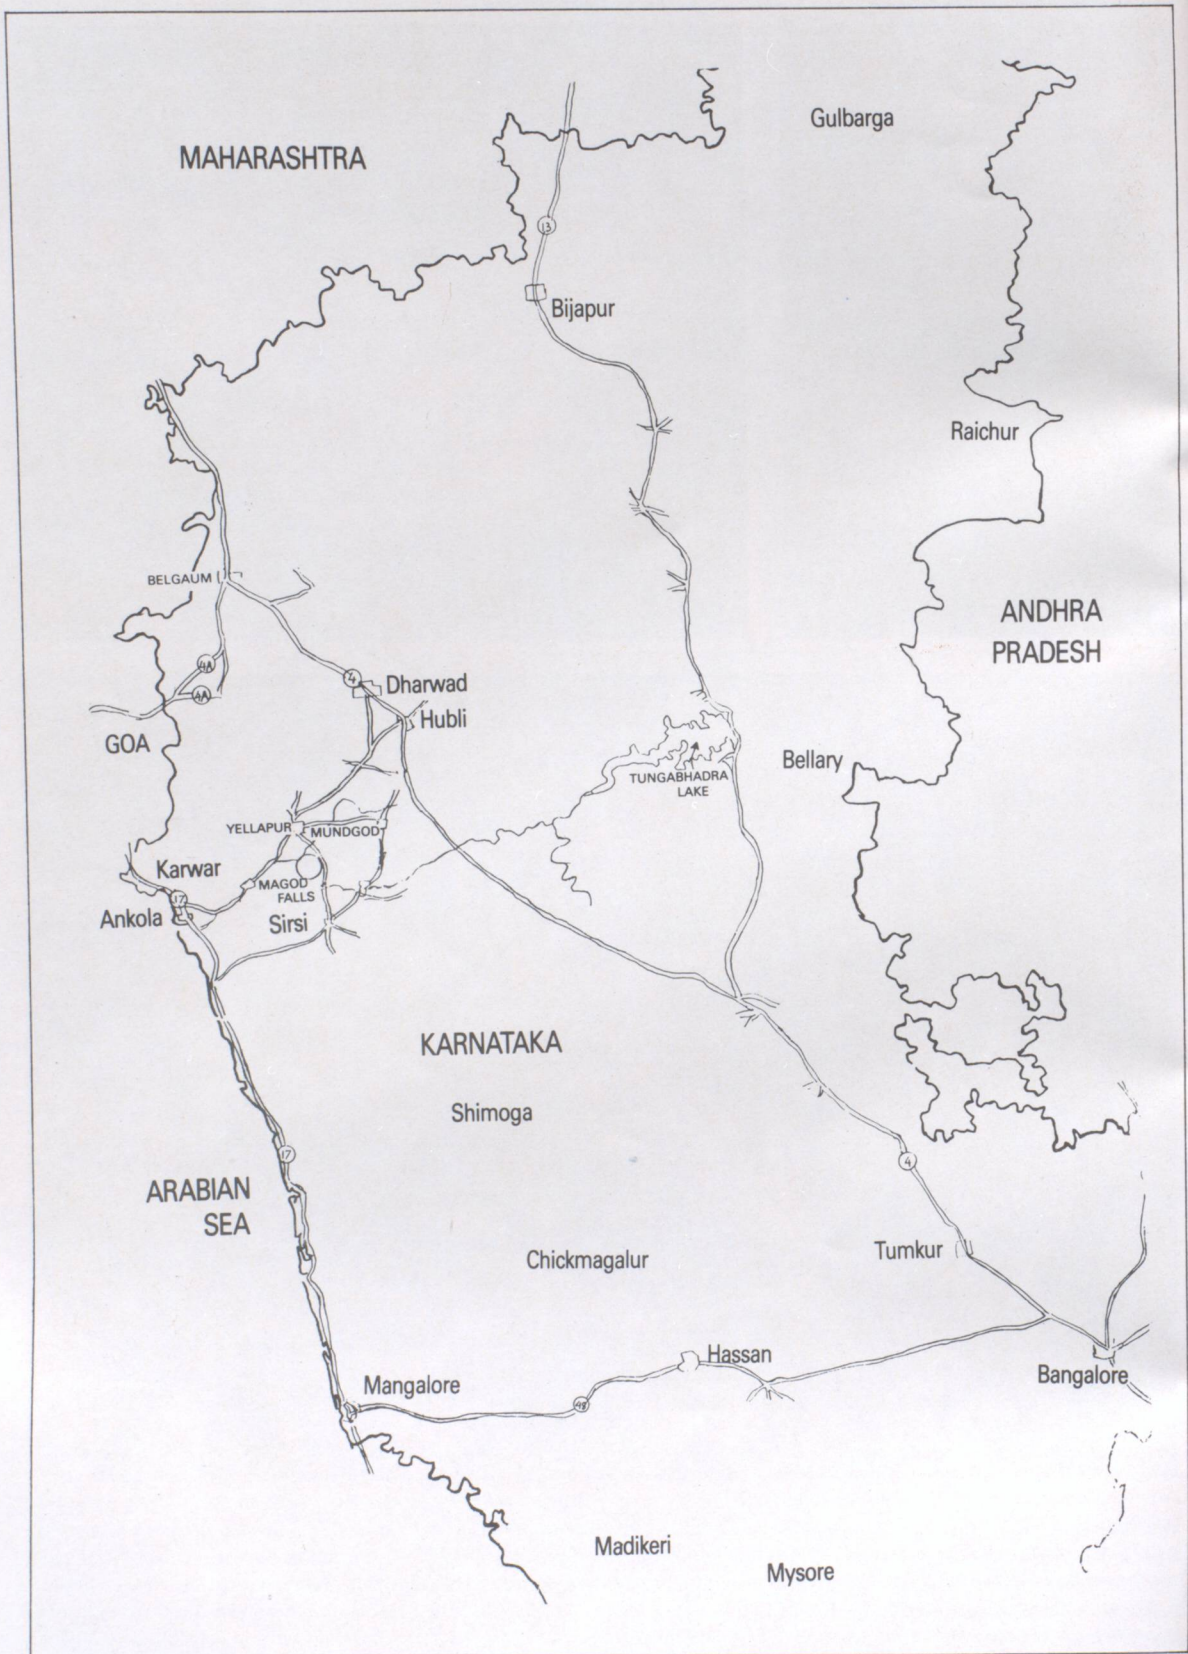 Gulbarga
MAHARASHTRA
13
Bijapur
Raichur
BELGAUM
ANDHRA
PRADESH
4A
4A
4
Dharwad
Hubli
GOA
Bellary
TUNGABHADRA
LAKE
YELLAPUR
MUNDGOD
Karwar
MAGOD
FALLS
17
Ankola
Sirsi
KARNATAKA
Shimoga
17
4
ARABIAN
SEA
Tumkur
Chickmagalur
Hassan
Bangalore
Mangalore
48
Madikeri
Mysore